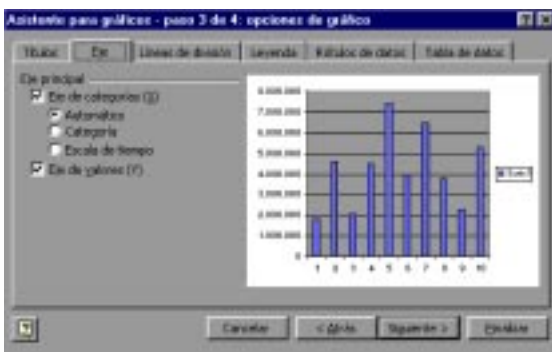 Asistente para gráficos - paso 3 de 4: opciones de gráfico
Títulos
Eje
Líneas de división
Leyenda
Rótulos de datos
Tabla de datos
Eje principal
Eje de categorías (X)
Automático
Categoría
Escala de tiempo
Eje de valores (Y)
8.000.000
7.000.000
6.000.000
5.000.000
4.000.000
3.000.000
2.000.000
1.000.000
0
1 2 3 4 5 6 7 8 9 10
Cancelar
< Atrás
Siguiente >
Finalizar